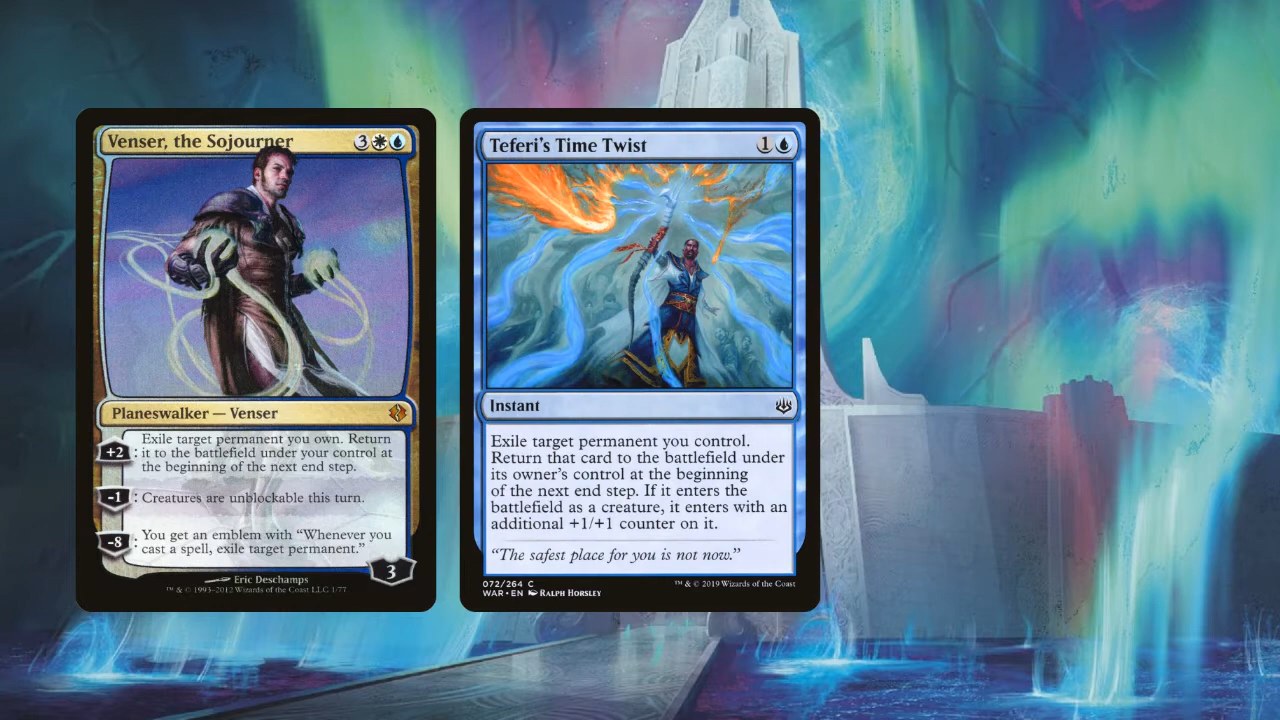 Venser, the Sojourner 3
Planeswalker — Venser
+2 : Exile target permanent you own. Return
it to the battlefield under your control at
the beginning of the next end step.
-1 : Creatures are unblockable this turn.
-8 : You get an emblem with “Whenever you
cast a spell, exile target permanent.”
3
Eric Deschamps
™ & © 1993–2012 Wizards of the Coast LLC 1/77
Teferi's Time Twist 1
Instant
Exile target permanent you control.
Return that card to the battlefield under
its owner's control at the beginning
of the next end step. If it enters the
battlefield as a creature, it enters with an
additional +1/+1 counter on it.
“The safest place for you is not now.”
072/264 C
™ & © 2019 Wizards of the Coast
WAR • EN Ralph Horsley